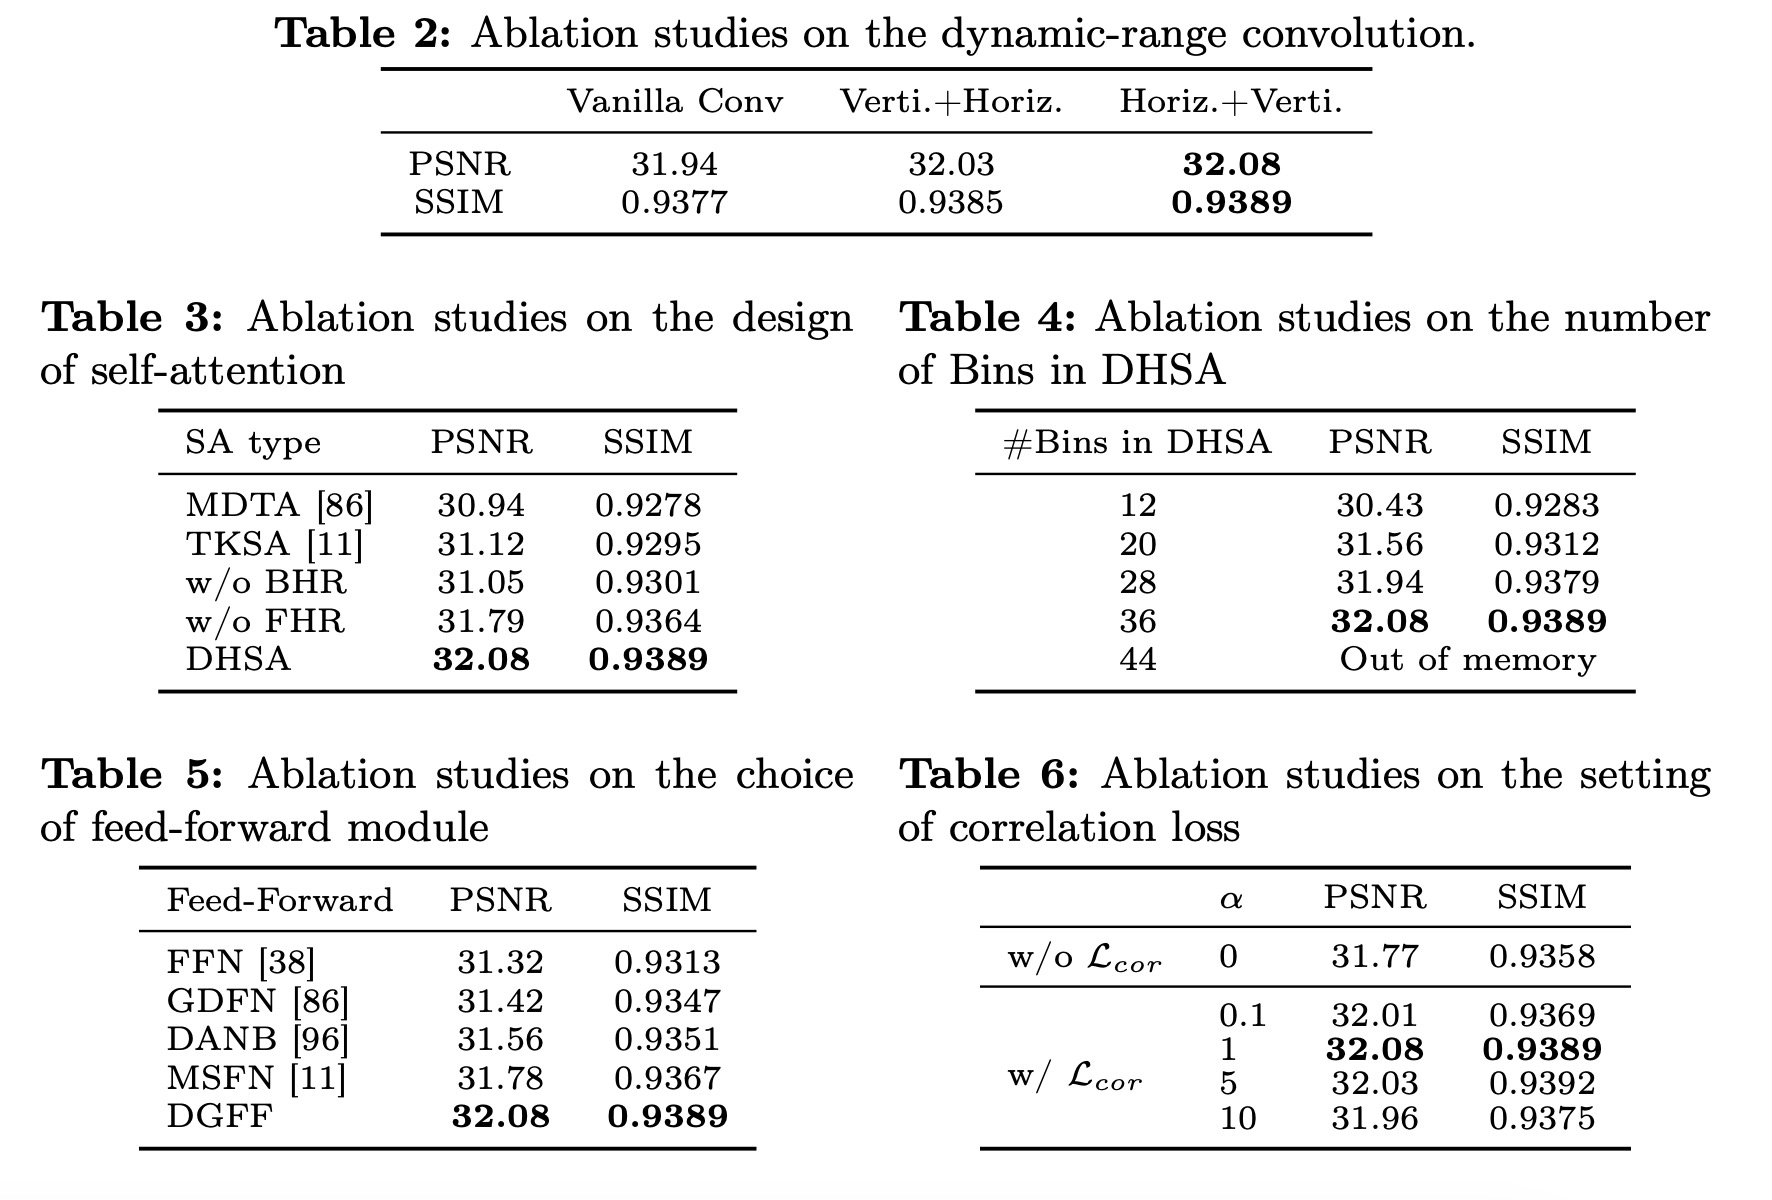 Table 2: Ablation studies on the dynamic-range convolution.
Vanilla Conv Verti.+Horiz. Horiz.+Verti.
PSNR 31.94 32.03 32.08
SSIM 0.9377 0.9385 0.9389
Table 3: Ablation studies on the design
of self-attention
SA type PSNR SSIM
MDTA [86] 30.94 0.9278
TKSA [11] 31.12 0.9295
w/o BHR 31.05 0.9301
w/o FHR 31.79 0.9364
DHSA 32.08 0.9389
Table 4: Ablation studies on the number
of Bins in DHSA
#Bins in DHSA PSNR SSIM
12 30.43 0.9283
20 31.56 0.9312
28 31.94 0.9379
36 32.08 0.9389
44 Out of memory
Table 5: Ablation studies on the choice
of feed-forward module
Feed-Forward PSNR SSIM
FFN [38] 31.32 0.9313
GDFN [86] 31.42 0.9347
DANB [96] 31.56 0.9351
MSFN [11] 31.78 0.9367
DGFF 32.08 0.9389
Table 6: Ablation studies on the setting
of correlation loss
α PSNR SSIM
w/o ℒcor 0 31.77 0.9358
w/ ℒcor
0.1 32.01 0.9369
1 32.08 0.9389
5 32.03 0.9392
10 31.96 0.9375